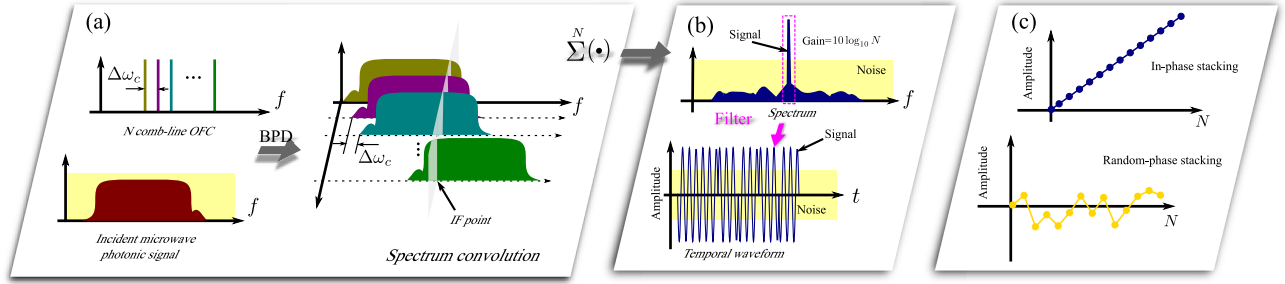 (a)
Δω_c
...
f
N comb-line OFC
BPD
f
Incident microwave
photonic signal
Δω_c
⋮
IF point
Spectrum convolution
N
Σ(•)
(b)
Signal
Gain=10 log₁₀ N
Noise
f
Spectrum
Filter
Signal
Amplitude
t
Noise
Temporal waveform
(c)
Amplitude
In-phase stacking
N
Random-phase stacking
Amplitude
N